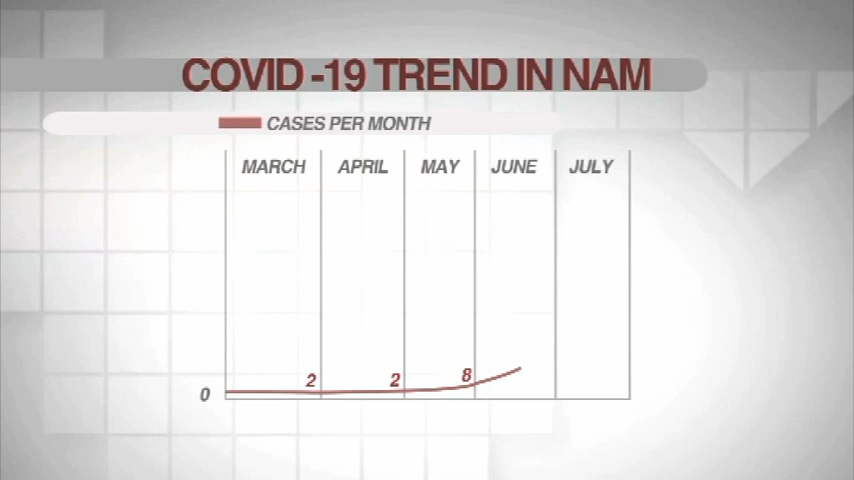 COVID -19 TREND IN NAM
CASES PER MONTH
MARCH APRIL MAY JUNE JULY
8
2 2
0